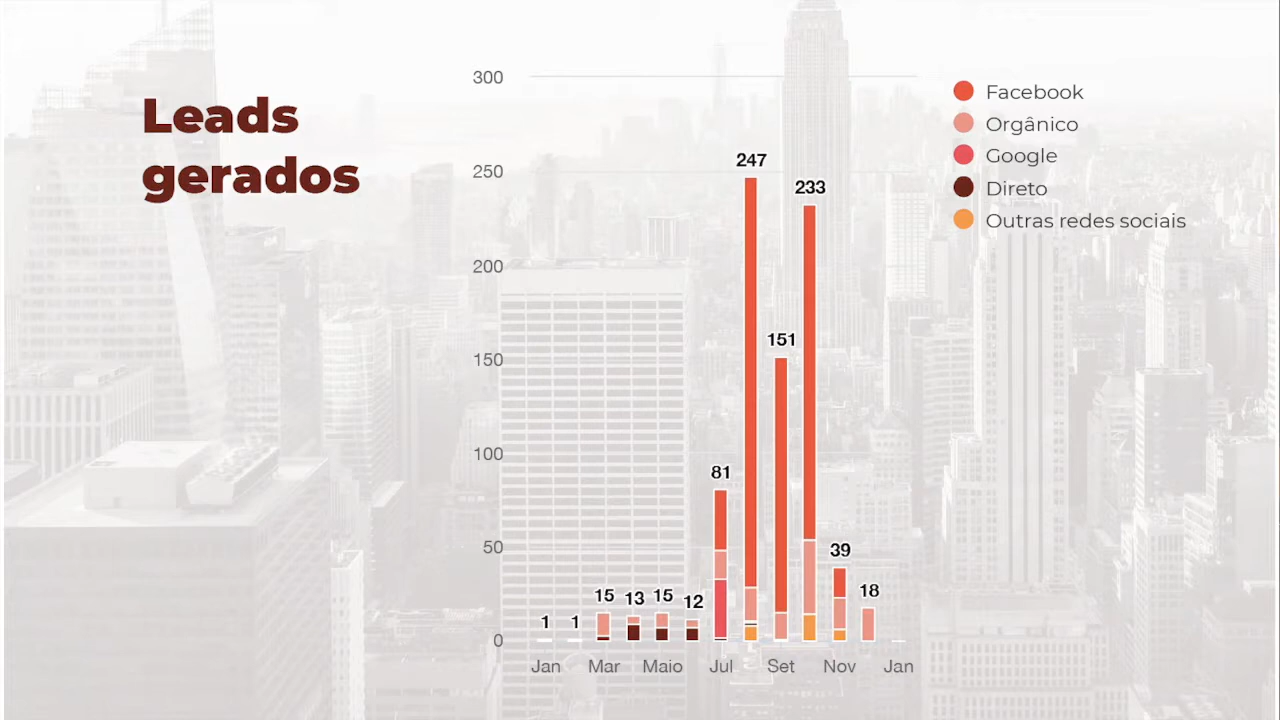 Leads
gerados
300
250
200
150
100
50
0
1
1
15
13
15
12
81
247
151
233
39
18
Jan
Mar
Maio
Jul
Set
Nov
Jan
Facebook
Orgânico
Google
Direto
Outras redes sociais